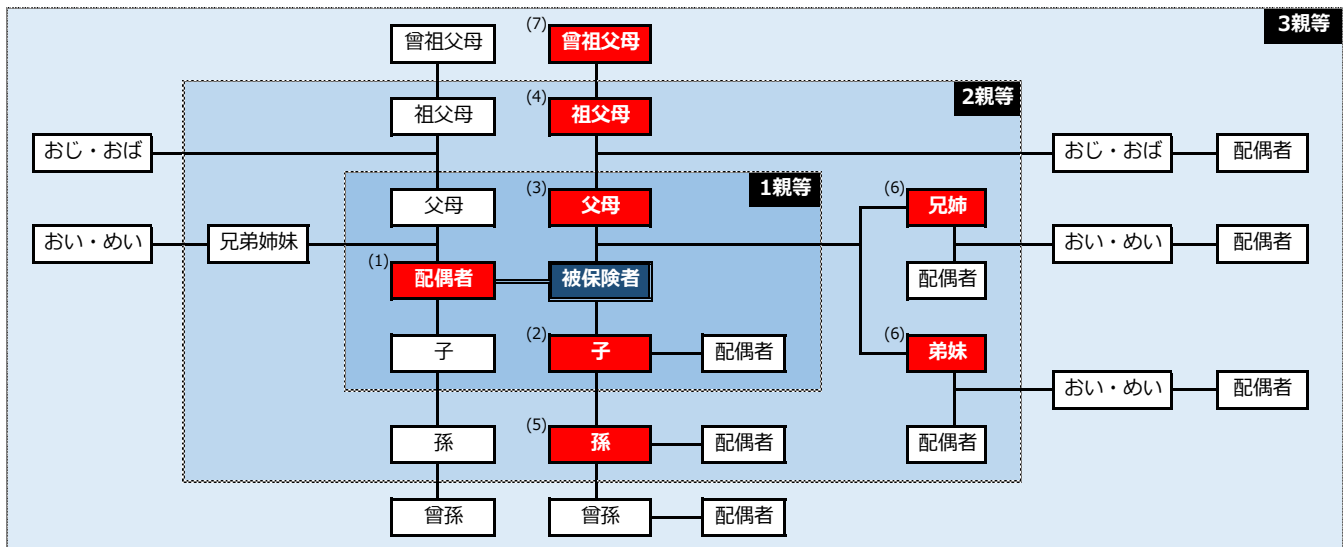 3親等
曾祖父母
(7)
曾祖父母
2親等
祖父母
(4)
祖父母
おじ・おば
おじ・おば
配偶者
1親等
父母
(3)
父母
(6)
兄姉
おい・めい
兄弟姉妹
おい・めい
配偶者
(1)
配偶者
被保険者
配偶者
子
(2)
子
配偶者
(6)
弟妹
おい・めい
配偶者
孫
(5)
孫
配偶者
配偶者
曾孫
曾孫
配偶者